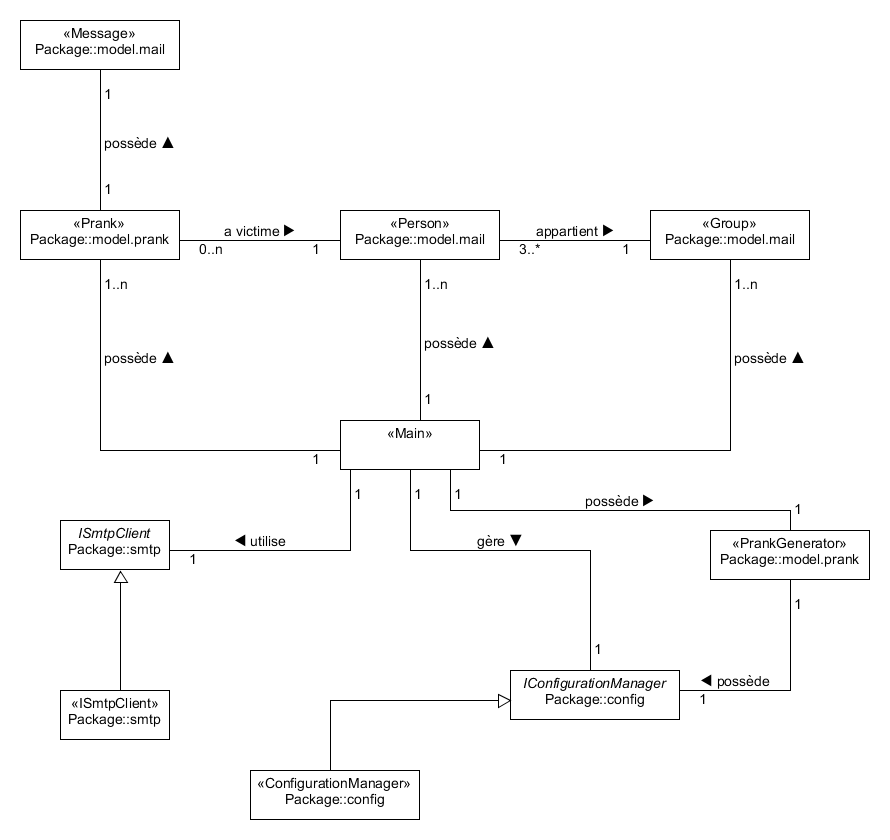 «Message»
Package::model.mail
1
possède ▲
1
«Prank»
Package::model.prank
a victime ▶
0..n
1
«Person»
Package::model.mail
appartient ▶
3..*
1
«Group»
Package::model.mail
1..n
1..n
1..n
possède ▲
possède ▲
possède ▲
1
«Main»
1
1
1
1
1
possède ▶
1
ISmtpClient
Package::smtp
◀ utilise
1
gère ▼
«PrankGenerator»
Package::model.prank
1
1
IConfigurationManager
Package::config
◀ possède
1
«ISmtpClient»
Package::smtp
«ConfigurationManager»
Package::config